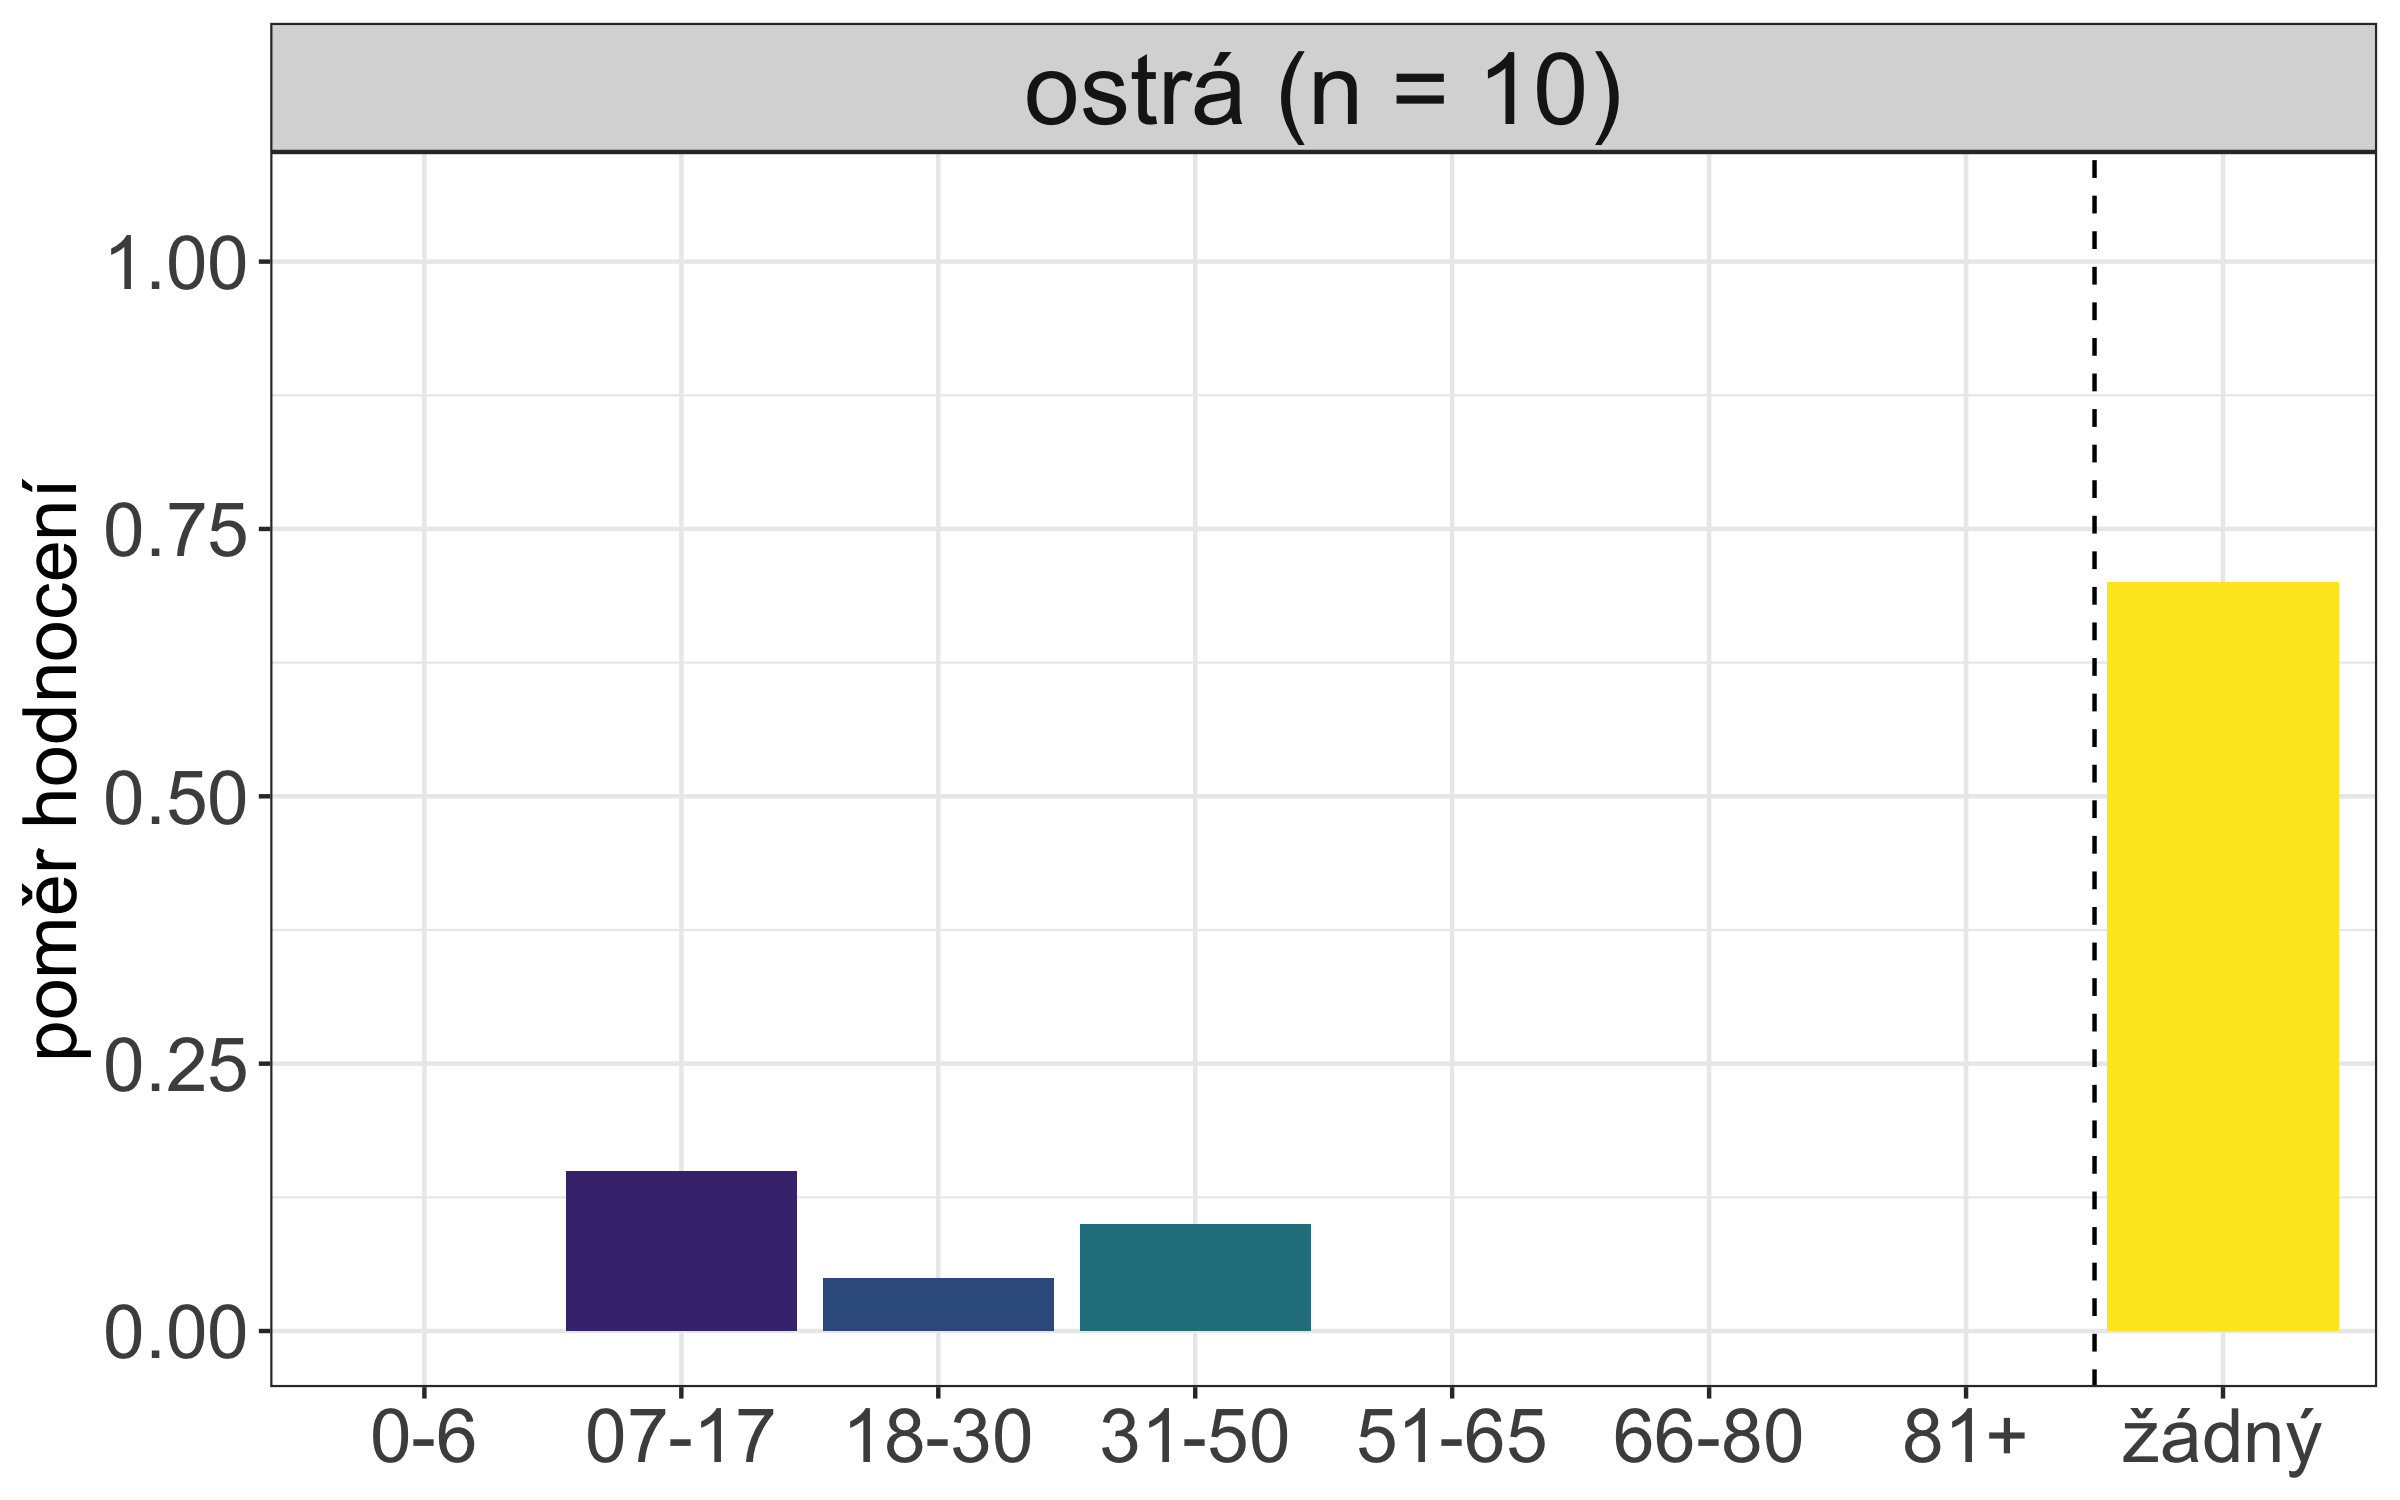 ostrá (n = 10)
poměr hodnocení
1.00
0.75
0.50
0.25
0.00
0-6 07-17 18-30 31-50 51-65 66-80 81+ žádný